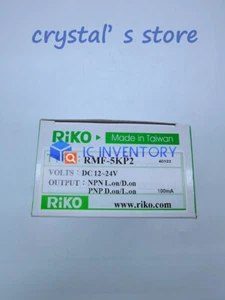 crystal's store
RiKO
Made in Taiwan
IC INVENTORY
RMF-5KP2
VOLTS: DC 12-24V
OUTPUT: NPN L.on/D.on
PNP D.on/L.on
100mA
RiKO
www.riko.com